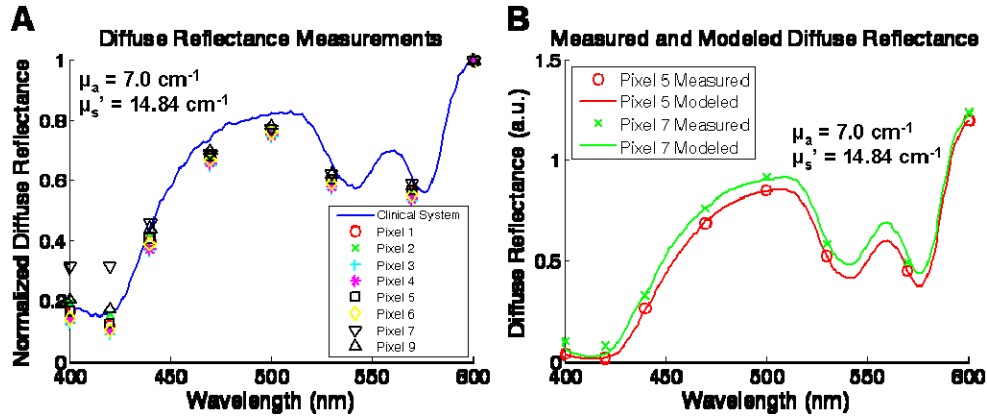 A
Diffuse Reflectance Measurements
μa = 7.0 cm-1
μs' = 14.84 cm-1
Normalized Diffuse Reflectance
1
0.8
0.6
0.4
0.2
0
400
450
500
550
600
Wavelength (nm)
Clinical System
Pixel 1
Pixel 2
Pixel 3
Pixel 4
Pixel 5
Pixel 6
Pixel 7
Pixel 9
B
Measured and Modeled Diffuse Reflectance
Pixel 5 Measured
Pixel 5 Modeled
Pixel 7 Measured
Pixel 7 Modeled
μa = 7.0 cm-1
μs' = 14.84 cm-1
Diffuse Reflectance (a.u.)
1.5
1
0.5
0
400
450
500
550
600
Wavelength (nm)